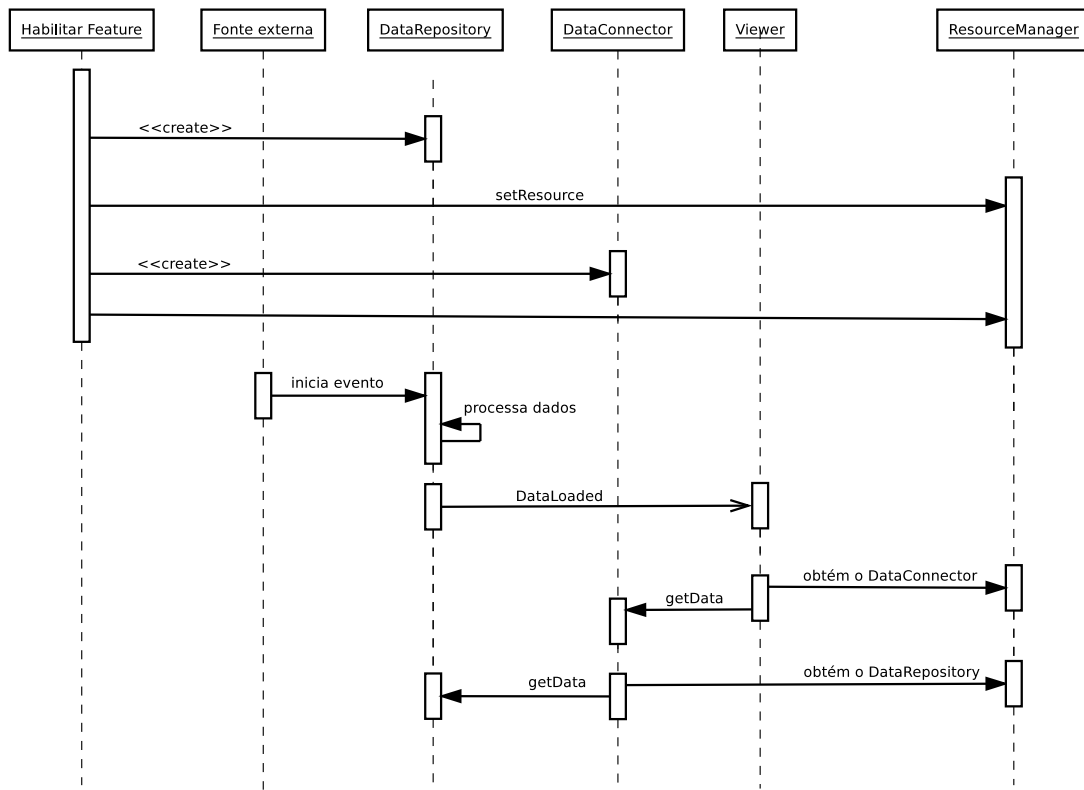 Habilitar Feature
Fonte externa
DataRepository
DataConnector
Viewer
ResourceManager
<<create>>
setResource
<<create>>
inicia evento
processa dados
DataLoaded
obtém o DataConnector
getData
obtém o DataRepository
getData